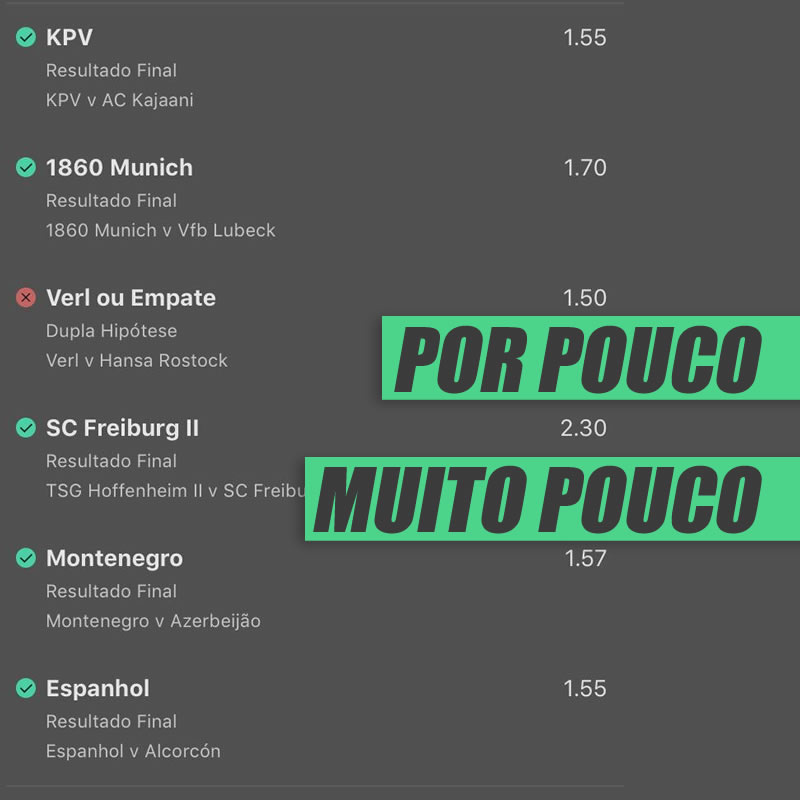 KPV 1.55
Resultado Final
KPV v AC Kajaani
1860 Munich 1.70
Resultado Final
1860 Munich v Vfb Lubeck
Verl ou Empate 1.50
Dupla Hipótese
Verl v Hansa Rostock
POR POUCO
SC Freiburg II 2.30
Resultado Final
TSG Hoffenheim II v SC Freibu
MUITO POUCO
Montenegro 1.57
Resultado Final
Montenegro v Azerbeijão
Espanhol 1.55
Resultado Final
Espanhol v Alcorcón